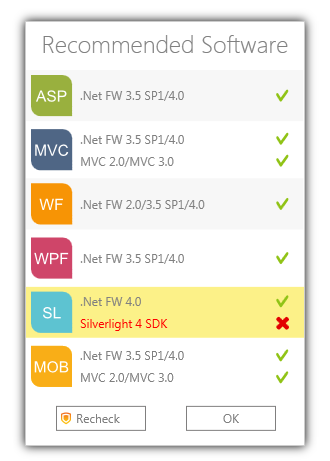 Recommended Software
ASP
.Net FW 3.5 SP1/4.0
MVC
.Net FW 3.5 SP1/4.0
MVC 2.0/MVC 3.0
WF
.Net FW 2.0/3.5 SP1/4.0
WPF
.Net FW 3.5 SP1/4.0
SL
.Net FW 4.0
Silverlight 4 SDK
MOB
.Net FW 3.5 SP1/4.0
MVC 2.0/MVC 3.0
Recheck
OK